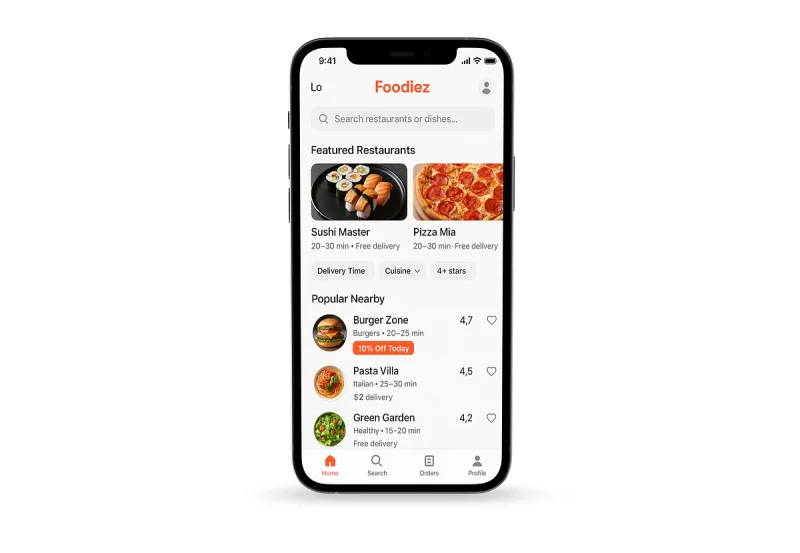 9:41
Lo
Foodiez
Search restaurants or dishes...
Featured Restaurants
Sushi Master
20–30 min • Free delivery
Pizza Mia
20–30 min · Free delivery
Delivery Time
Cuisine
4+ stars
Popular Nearby
Burger Zone 4,7
Burgers • 20–25 min
10% Off Today
Pasta Villa 4,5
Italian • 25–30 min
$2 delivery
Green Garden 4,2
Healthy • 15-20 min
Free delivery
Home Search Orders Profile